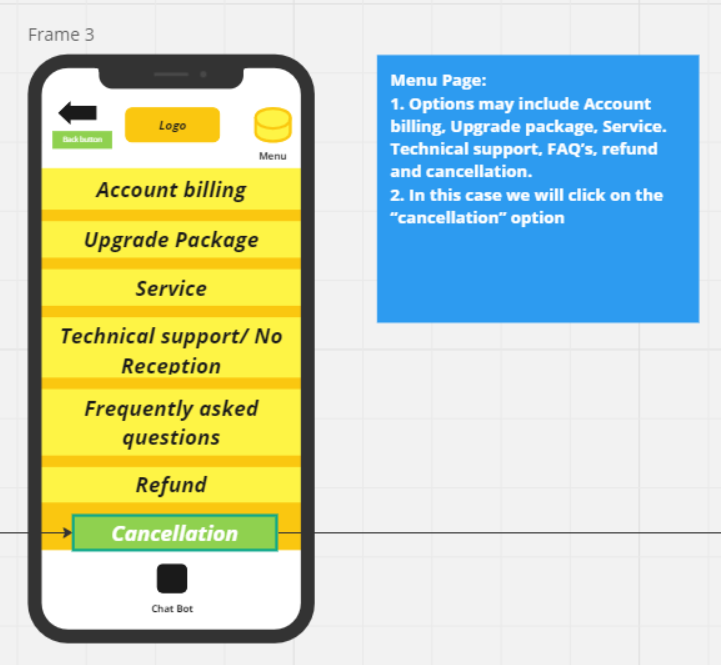 Frame 3
Back button
Logo
Menu
Account billing
Upgrade Package
Service
Technical support/ No
Reception
Frequently asked
questions
Refund
Cancellation
Chat Bot
Menu Page:
1. Options may include Account
billing, Upgrade package, Service.
Technical support, FAQ’s, refund
and cancellation.
2. In this case we will click on the
“cancellation” option